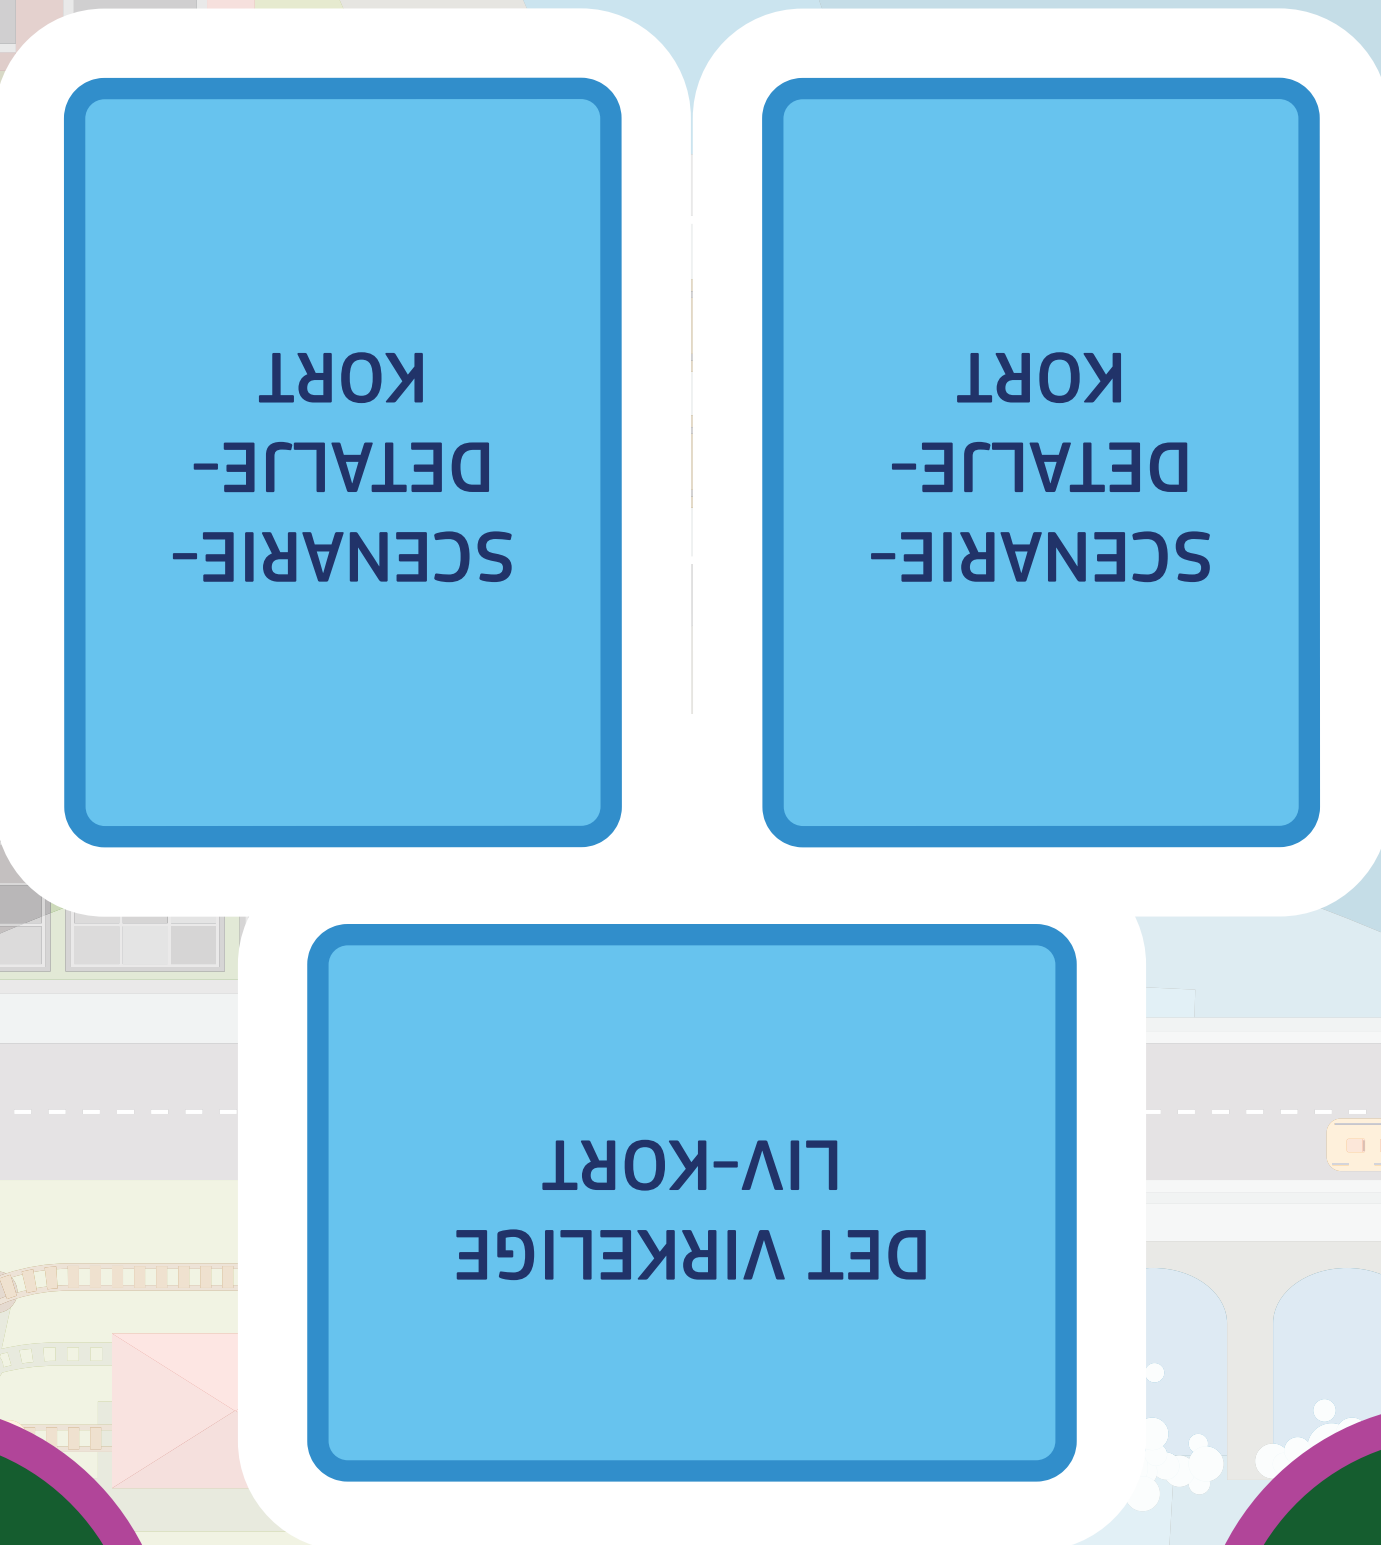 SCENARIE-
DETALJE-
KORT
SCENARIE-
DETALJE-
KORT
DET VIRKELIGE
LIV-KORT